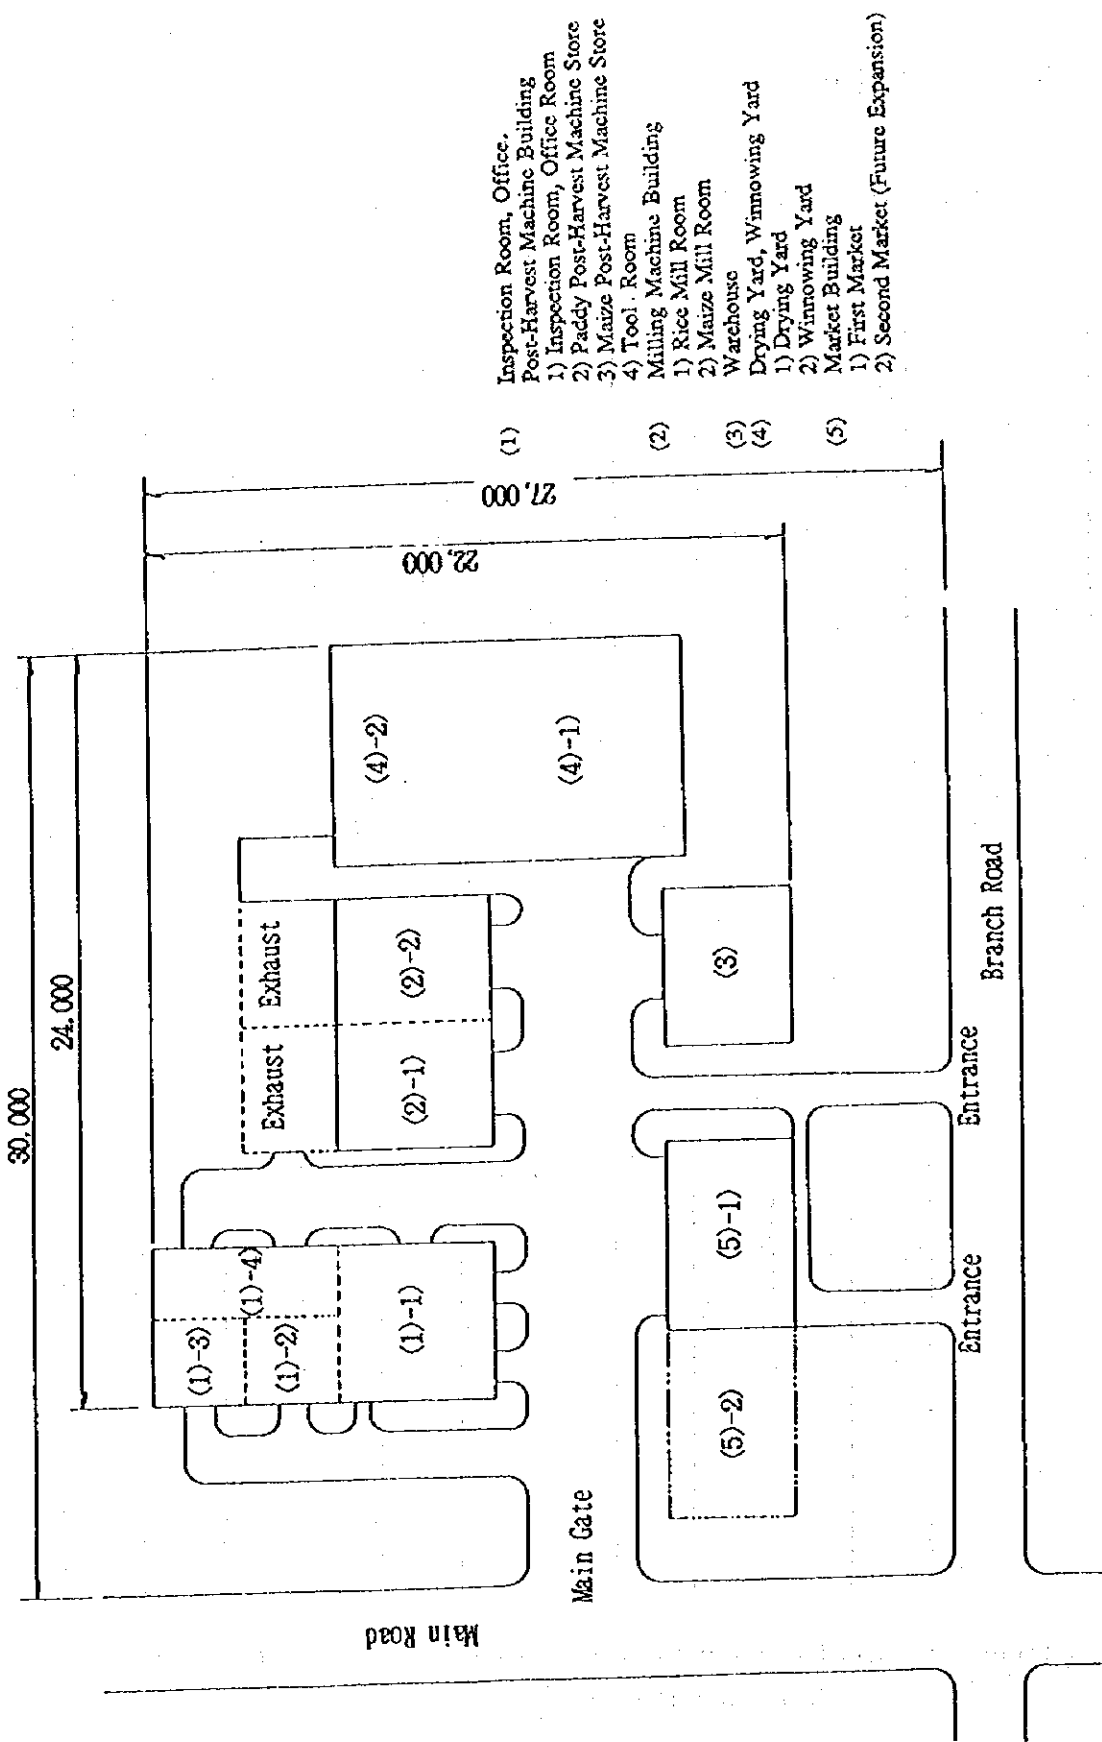 30,000
24.000
27,000
22,000
(1)-3)
(1)-2)
(1)-4)
(1)-1)
Exhaust
Exhaust
(2)-1)
(2)-2)
(4)-2)
(4)-1)
(3)
(5)-1)
(5)-2)
Main Gate
Main Road
Entrance
Entrance
Branch Road
(1) Inspection Room, Office.
Post-Harvest Machine Building
1) Inspection Room, Office Room
2) Paddy Post-Harvest Machine Store
3) Maize Post-Harvest Machine Store
4) Tool. Room
(2) Milling Machine Building
1) Rice Mill Room
2) Maize Mill Room
(3) Warehouse
(4) Drying Yard, Winnowing Yard
1) Drying Yard
2) Winnowing Yard
(5) Market Building
1) First Market
2) Second Market (Future Expansion)